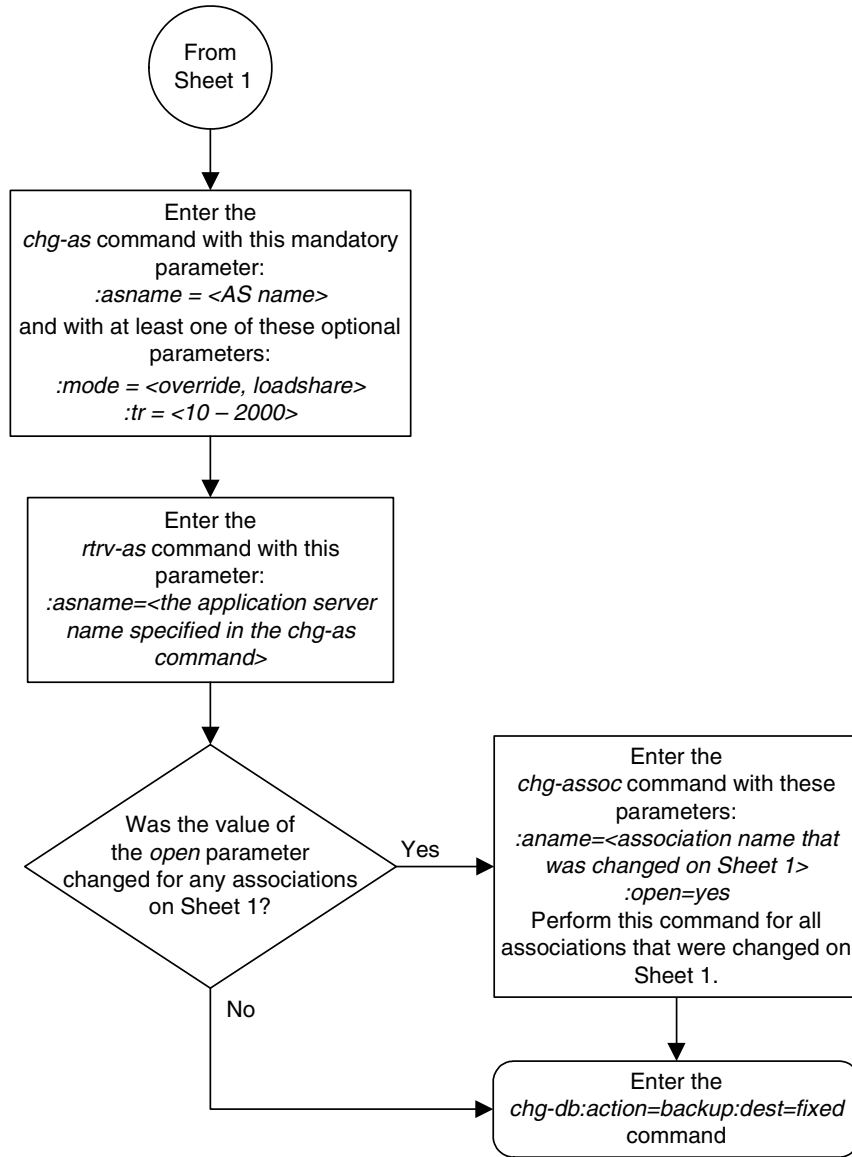 From
Sheet 1
Enter the
chg-as command with this mandatory
parameter:
:asname = <AS name>
and with at least one of these optional
parameters:
:mode = <override, loadshare>
:tr = <10 – 2000>
Enter the
rtrv-as command with this
parameter:
:asname=<the application server
name specified in the chg-as
command>
Was the value of
the open parameter
changed for any associations
on Sheet 1?
Yes
Enter the
chg-assoc command with these
parameters:
:aname=<association name that
was changed on Sheet 1>
:open=yes
Perform this command for all
associations that were changed on
Sheet 1.
No
Enter the
chg-db:action=backup:dest=fixed
command